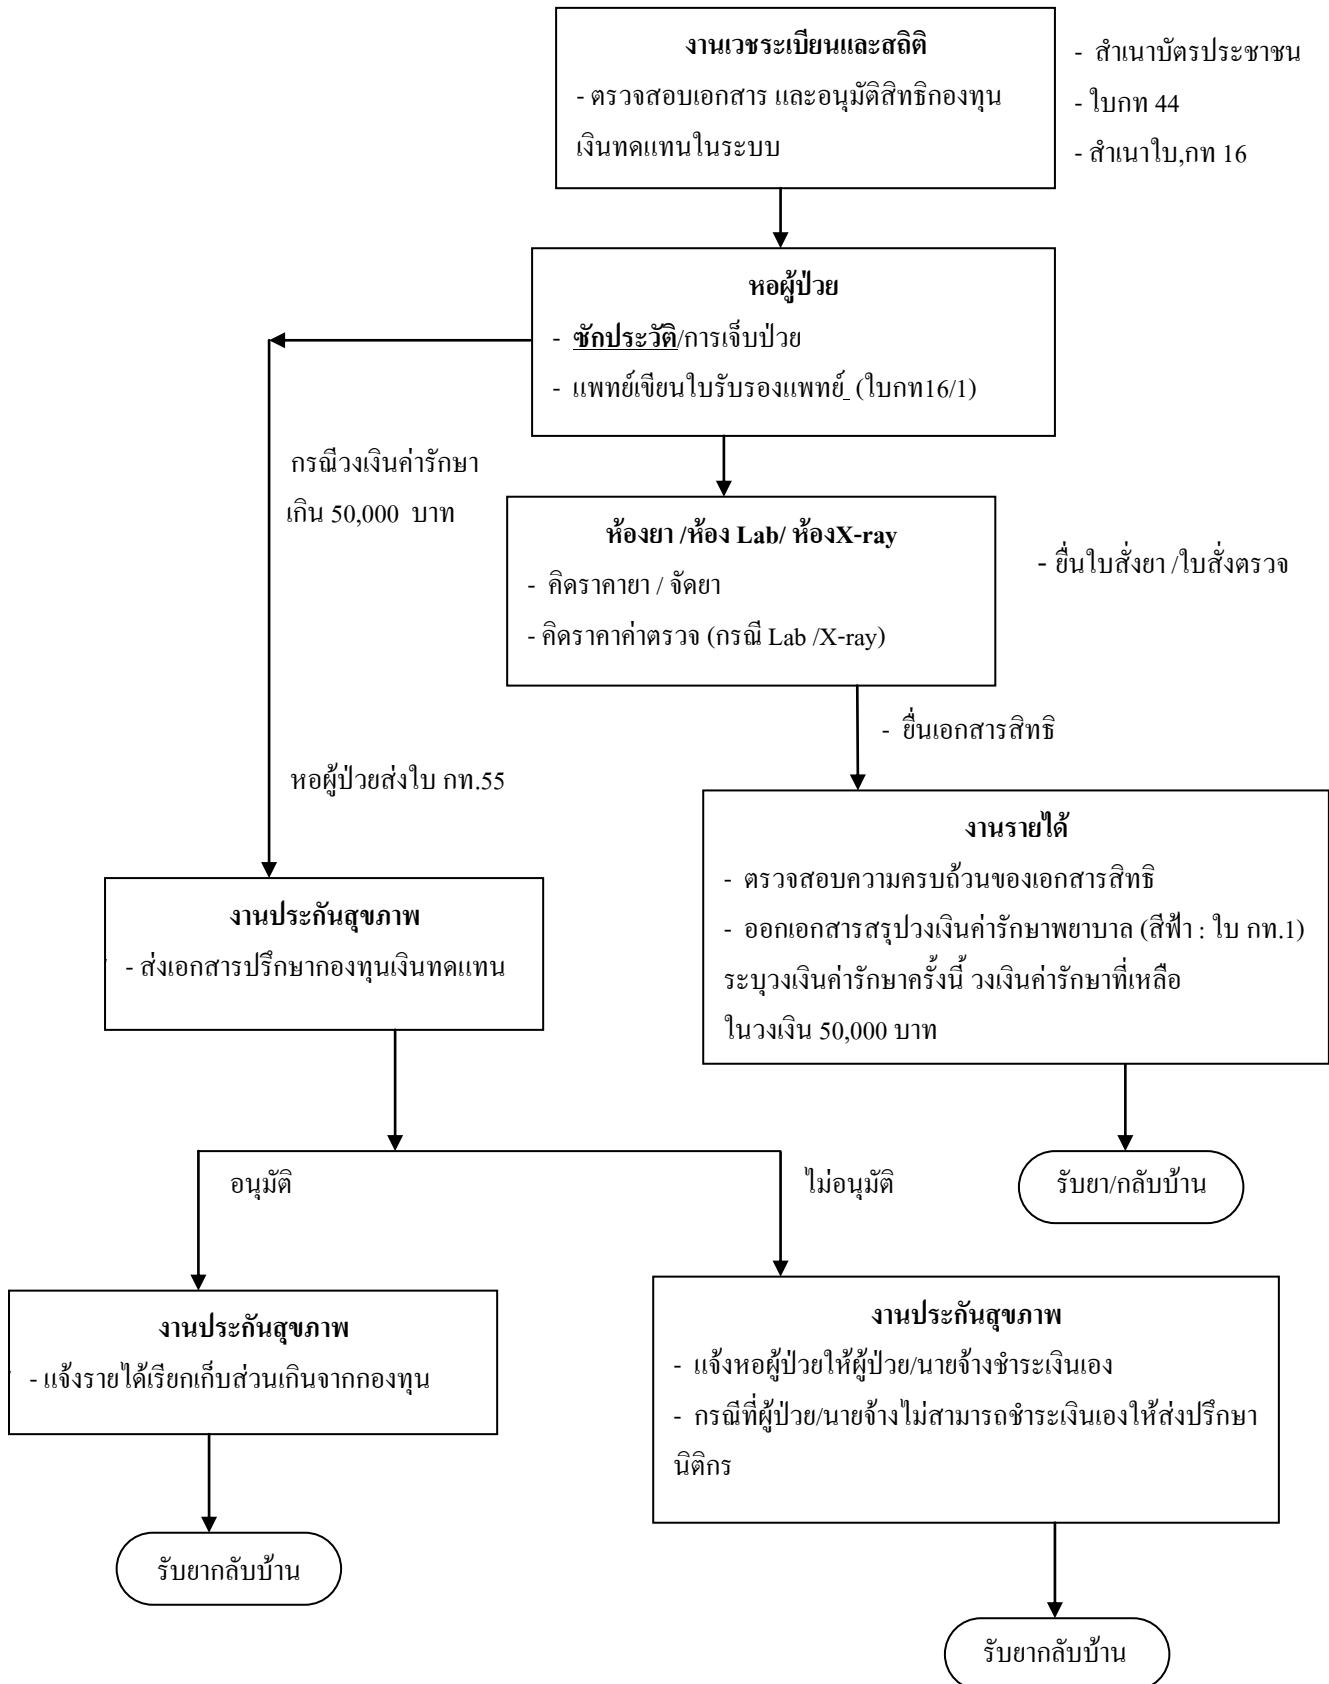 งานเวชระเบียนและสถิติ
- ตรวจสอบเอกสาร และอนุมัติสิทธิกองทุน
เงินทดแทนในระบบ
- สำเนาบัตรประชาชน
- ใบกท 44
- สำเนาใบ,กท 16
หอผู้ป่วย
- ซักประวัติ/การเจ็บป่วย
- แพทย์เขียนใบรับรองแพทย์ (ใบกท16/1)
กรณีวงเงินค่ารักษา
เกิน 50,000 บาท
ห้องยา /ห้อง Lab/ ห้องX-ray
- คิดราคายา / จัดยา
- คิดราคาค่าตรวจ (กรณี Lab /X-ray)
- ยื่นใบสั่งยา /ใบสั่งตรวจ
- ยื่นเอกสารสิทธิ
หอผู้ป่วยส่งใบ กท.55
งานรายได้
- ตรวจสอบความครบถ้วนของเอกสารสิทธิ
- ออกเอกสารสรุปวงเงินค่ารักษาพยาบาล (สีฟ้า : ใบ กท.1)
ระบุวงเงินค่ารักษาครั้งนี้ วงเงินค่ารักษาที่เหลือ
ในวงเงิน 50,000 บาท
งานประกันสุขภาพ
- ส่งเอกสารปรึกษากองทุนเงินทดแทน
อนุมัติ
ไม่อนุมัติ
รับยา/กลับบ้าน
งานประกันสุขภาพ
- แจ้งรายได้เรียกเก็บส่วนเกินจากกองทุน
งานประกันสุขภาพ
- แจ้งหอผู้ป่วยให้ผู้ป่วย/นายจ้างชำระเงินเอง
- กรณีที่ผู้ป่วย/นายจ้างไม่สามารถชำระเงินเองให้ส่งปรึกษา
นิติกร
รับยากลับบ้าน
รับยากลับบ้าน